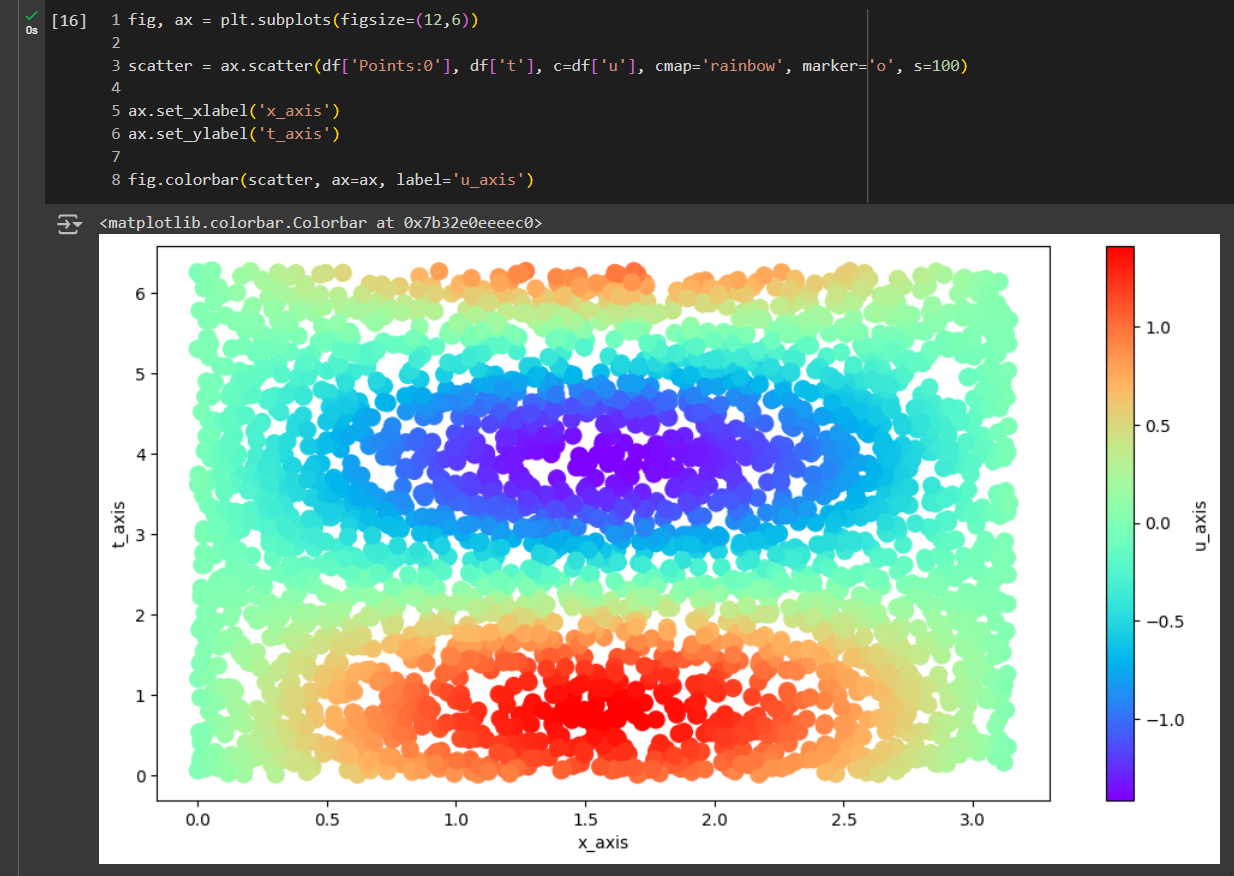 0s
[16]
1 fig, ax = plt.subplots(figsize=(12,6))
2
3 scatter = ax.scatter(df['Points:0'], df['t'], c=df['u'], cmap='rainbow', marker='o', s=100)
4
5 ax.set_xlabel('x_axis')
6 ax.set_ylabel('t_axis')
7
8 fig.colorbar(scatter, ax=ax, label='u_axis')
<matplotlib.colorbar.Colorbar at 0x7b32e0eeeec0>
6
5
4
3
2
1
0
t_axis
0.0 0.5 1.0 1.5 2.0 2.5 3.0
x_axis
1.0
0.5
0.0
−0.5
−1.0
u_axis